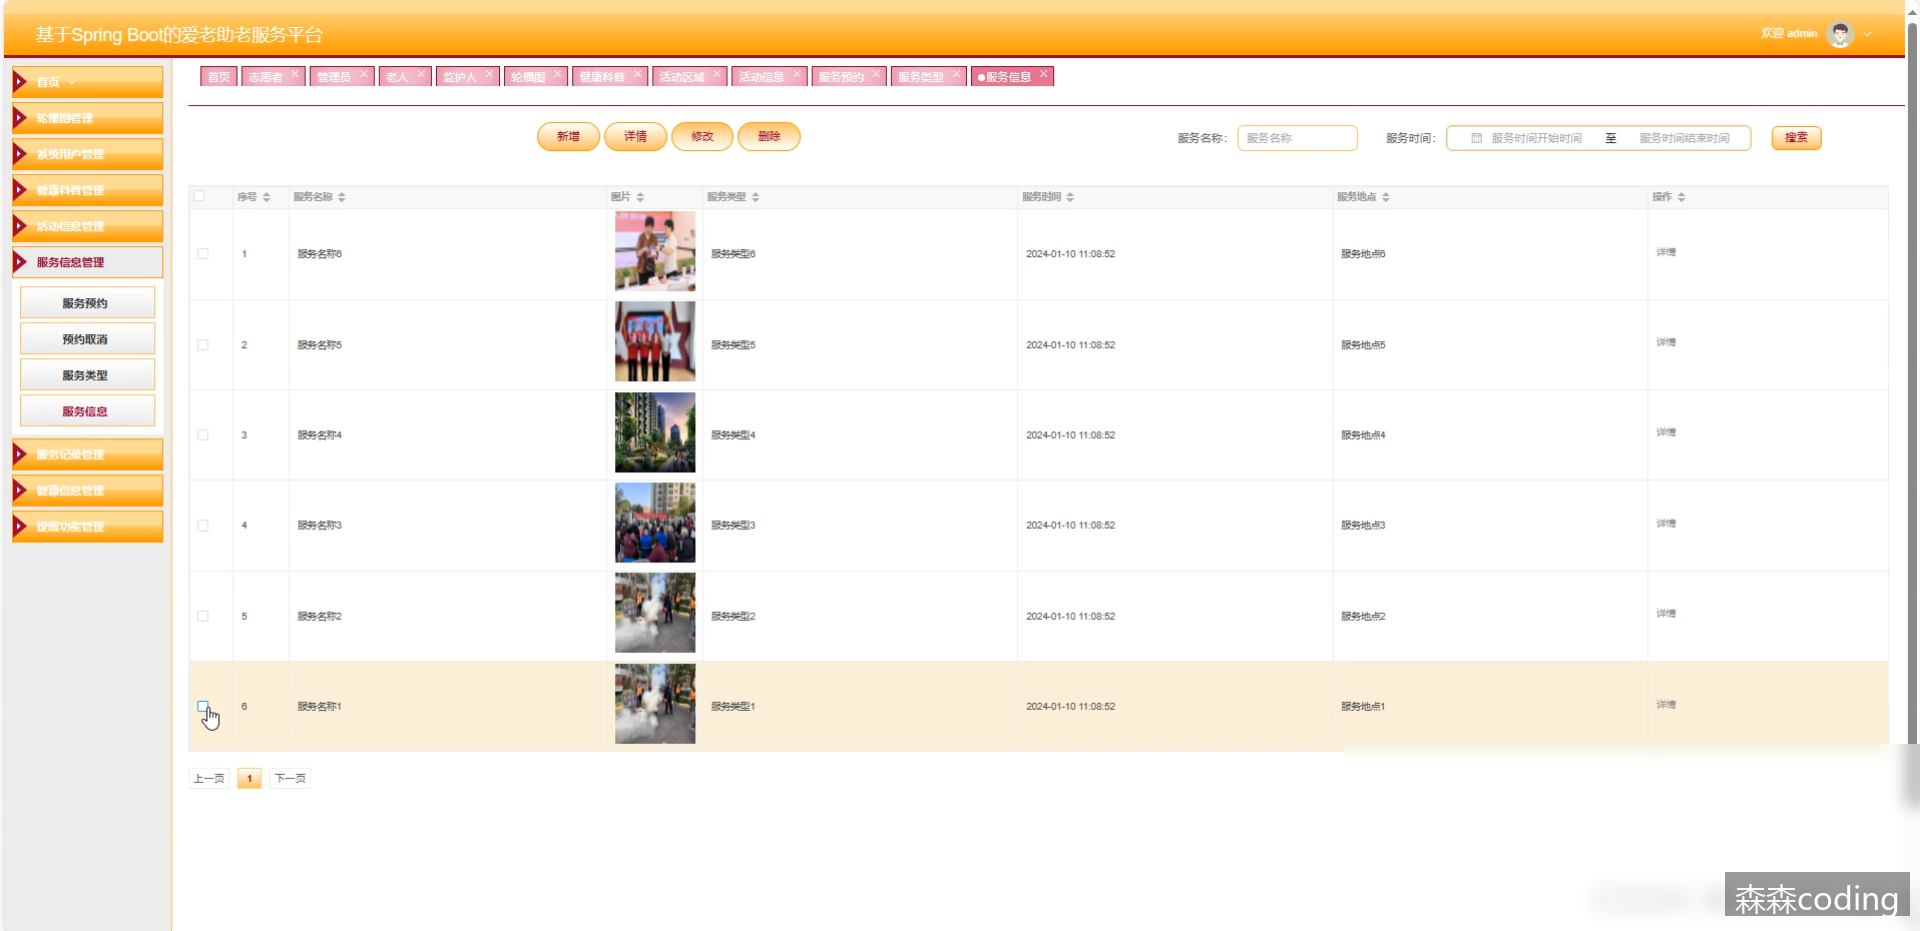 基于Spring Boot的爱老助老服务平台
欢迎 admin
首页
轮播图管理
系统用户管理
健康科普管理
活动信息管理
服务信息管理
服务预约
预约取消
服务类型
服务信息
服务记录管理
健康信息管理
提醒功能管理
首页 志愿者 管理员 老人 监护人 轮播图 健康科普 活动区域 活动信息 服务预约 服务类型 ●服务信息
新增 详情 修改 删除 服务名称: 服务名称 服务时间: 服务时间开始时间 至 服务时间结束时间 搜索
序号 服务名称 图片 服务类型 服务时间 服务地点 操作
1 服务名称6 服务类型6 2024-01-10 11:08:52 服务地点6 详情
2 服务名称5 服务类型5 2024-01-10 11:08:52 服务地点5 详情
3 服务名称4 服务类型4 2024-01-10 11:08:52 服务地点4 详情
4 服务名称3 服务类型3 2024-01-10 11:08:52 服务地点3 详情
5 服务名称2 服务类型2 2024-01-10 11:08:52 服务地点2 详情
6 服务名称1 服务类型1 2024-01-10 11:08:52 服务地点1 详情
上一页 1 下一页
森森coding